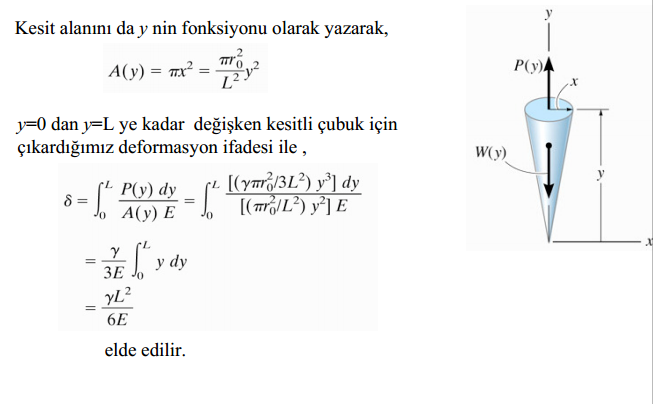 Kesit alanını da y nin fonksiyonu olarak yazarak,
A(y) = πx² = πr₀²/L² y²
y=0 dan y=L ye kadar değişken kesitli çubuk için
çıkardığımız deformasyon ifadesi ile ,
δ = ∫₀ᴸ P(y) dy / A(y) E = ∫₀ᴸ [(γπr₀²/3L²) y³] dy / [(πr₀²/L²) y²] E
= γ/3E ∫₀ᴸ y dy
= γL²/6E
elde edilir.
y
P(y)
x
W(y)
y
x